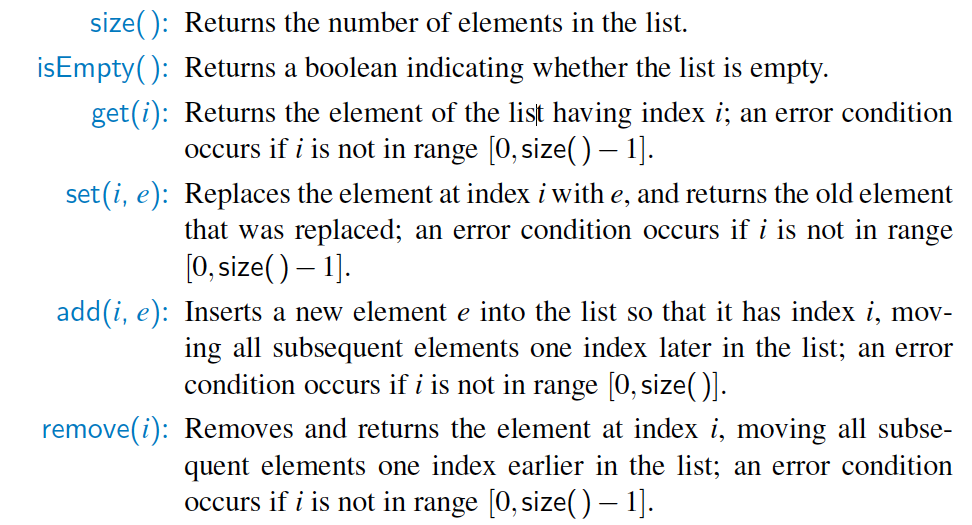 size( ): Returns the number of elements in the list.
isEmpty( ): Returns a boolean indicating whether the list is empty.
get(i): Returns the element of the list having index i; an error condition
occurs if i is not in range [0, size( ) – 1].
set(i, e): Replaces the element at index i with e, and returns the old element
that was replaced; an error condition occurs if i is not in range
[0, size( ) – 1].
add(i, e): Inserts a new element e into the list so that it has index i, mov-
ing all subsequent elements one index later in the list; an error
condition occurs if i is not in range [0, size( )].
remove(i): Removes and returns the element at index i, moving all subse-
quent elements one index earlier in the list; an error condition
occurs if i is not in range [0, size( ) – 1].